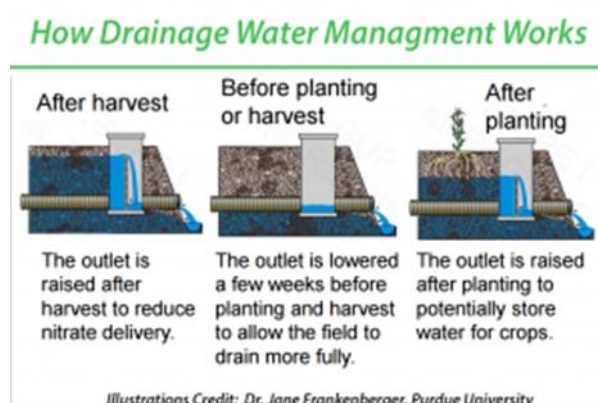 How Drainage Water Managment Works
After harvest
Before planting
or harvest
After
planting
The outlet is
raised after
harvest to reduce
nitrate delivery.
The outlet is lowered
a few weeks before
planting and harvest
to allow the field to
drain more fully.
The outlet is raised
after planting to
potentially store
water for crops.
Illustrations Credit: Dr. Jane Frankenberger, Purdue University